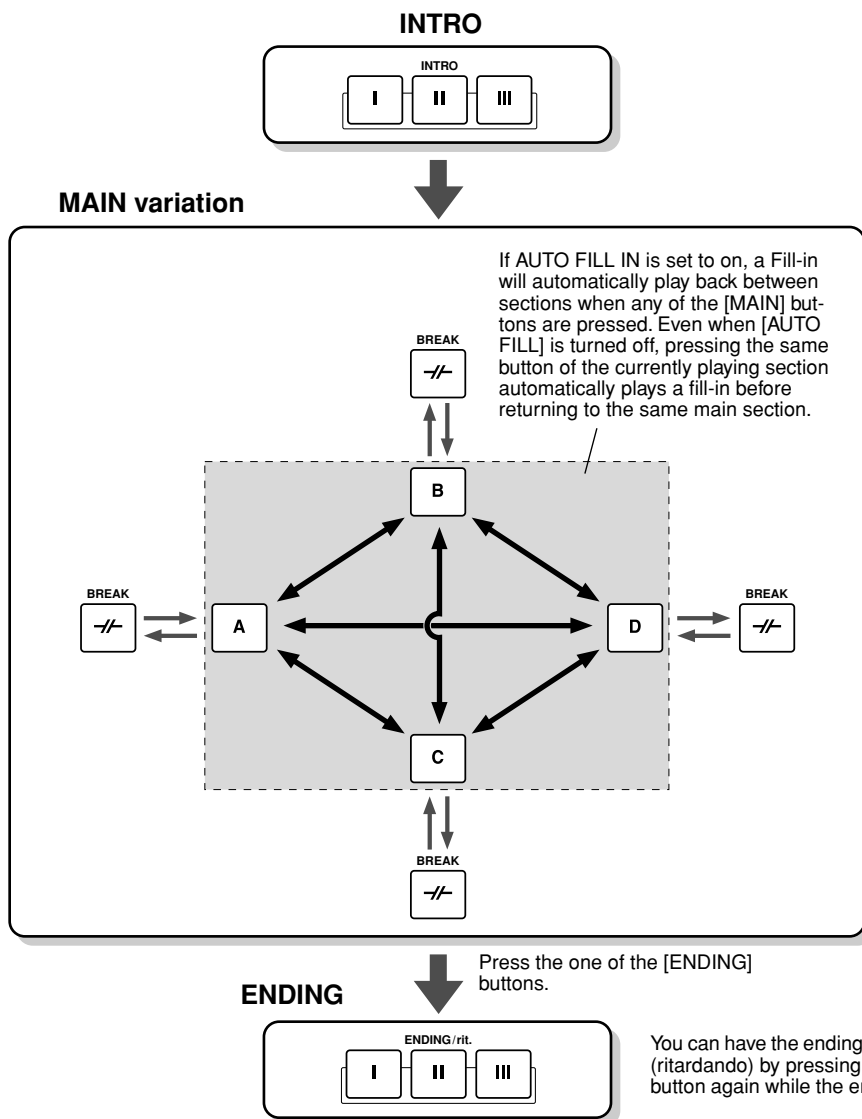 INTRO
INTRO
I II III
MAIN variation
If AUTO FILL IN is set to on, a Fill-in
will automatically play back between
sections when any of the [MAIN] but-
tons are pressed. Even when [AUTO
FILL] is turned off, pressing the same
button of the currently playing section
automatically plays a fill-in before
returning to the same main section.
BREAK
B
BREAK
A
D
BREAK
C
BREAK
Press the one of the [ENDING]
buttons.
ENDING
ENDING/rit.
I II III
You can have the ending
(ritardando) by pressing
button again while the